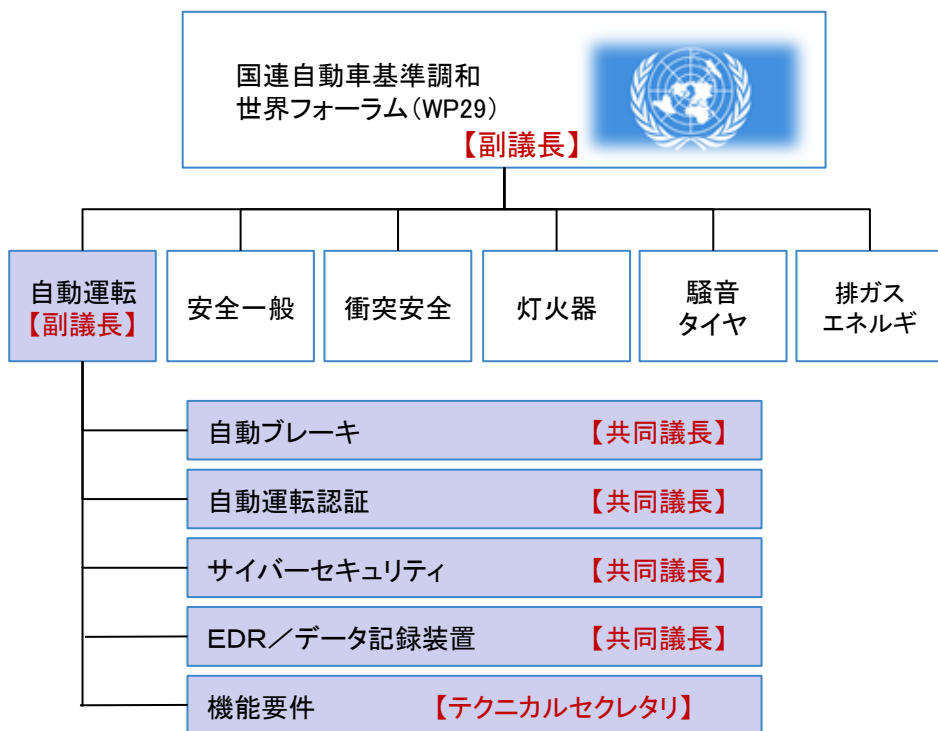 国連自動車基準調和
世界フォーラム（WP29）
【副議長】
自動運転
【副議長】
安全一般
衝突安全
灯火器
騒音
タイヤ
排ガス
エネルギ
自動ブレーキ 【共同議長】
自動運転認証 【共同議長】
サイバーセキュリティ 【共同議長】
ＥＤＲ／データ記録装置 【共同議長】
機能要件 【テクニカルセクレタリ】